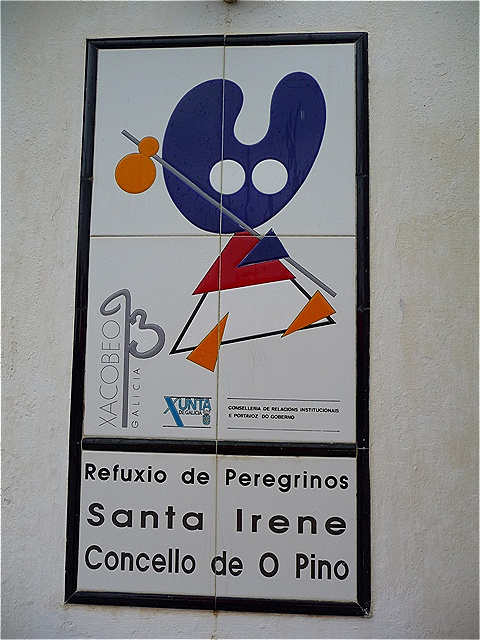 XACOBEO 93
GALICIA
XUNTA
DE GALICIA
CONSELLERIA DE RELACIONS INSTITUCIONAIS
E PORTAVOZ DO GOBERNO
Refuxio de Peregrinos
Santa Irene
Concello de O Pino